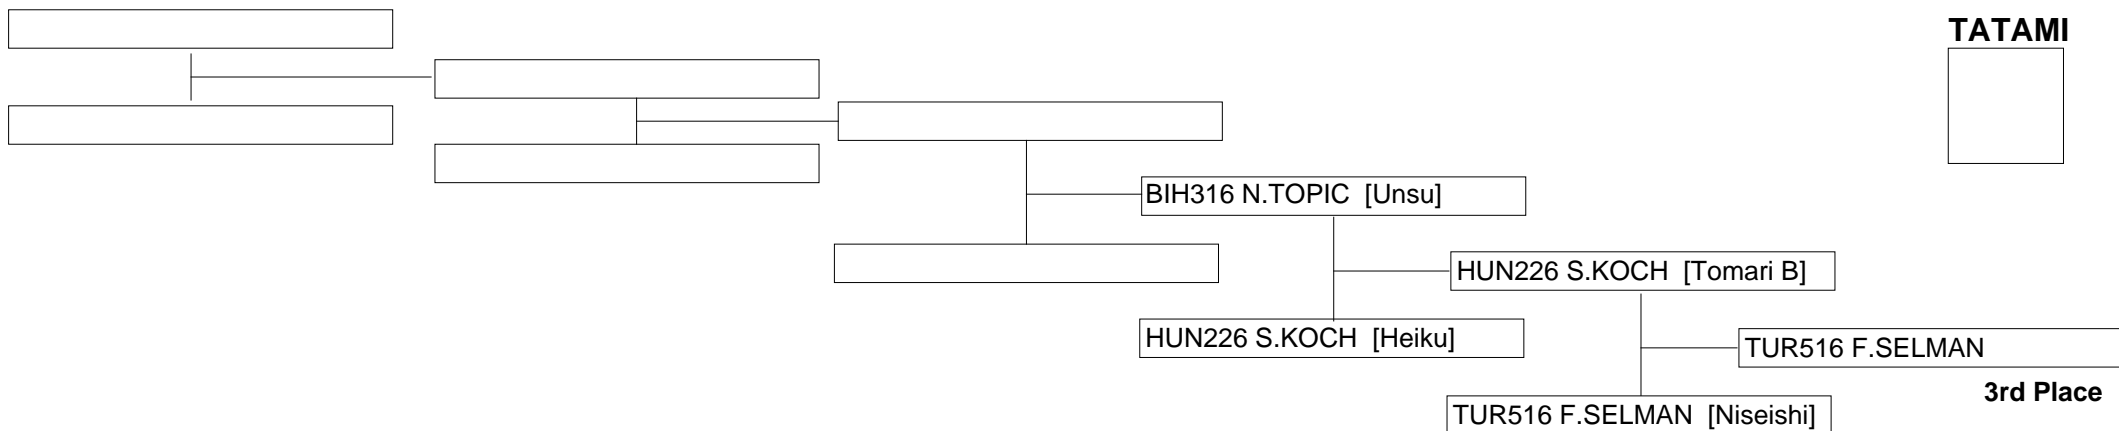 TATAMI
BIH316 N.TOPIC [Unsu]
HUN226 S.KOCH [Tomari B]
HUN226 S.KOCH [Heiku]
TUR516 F.SELMAN
3rd Place
TUR516 F.SELMAN [Niseishi]